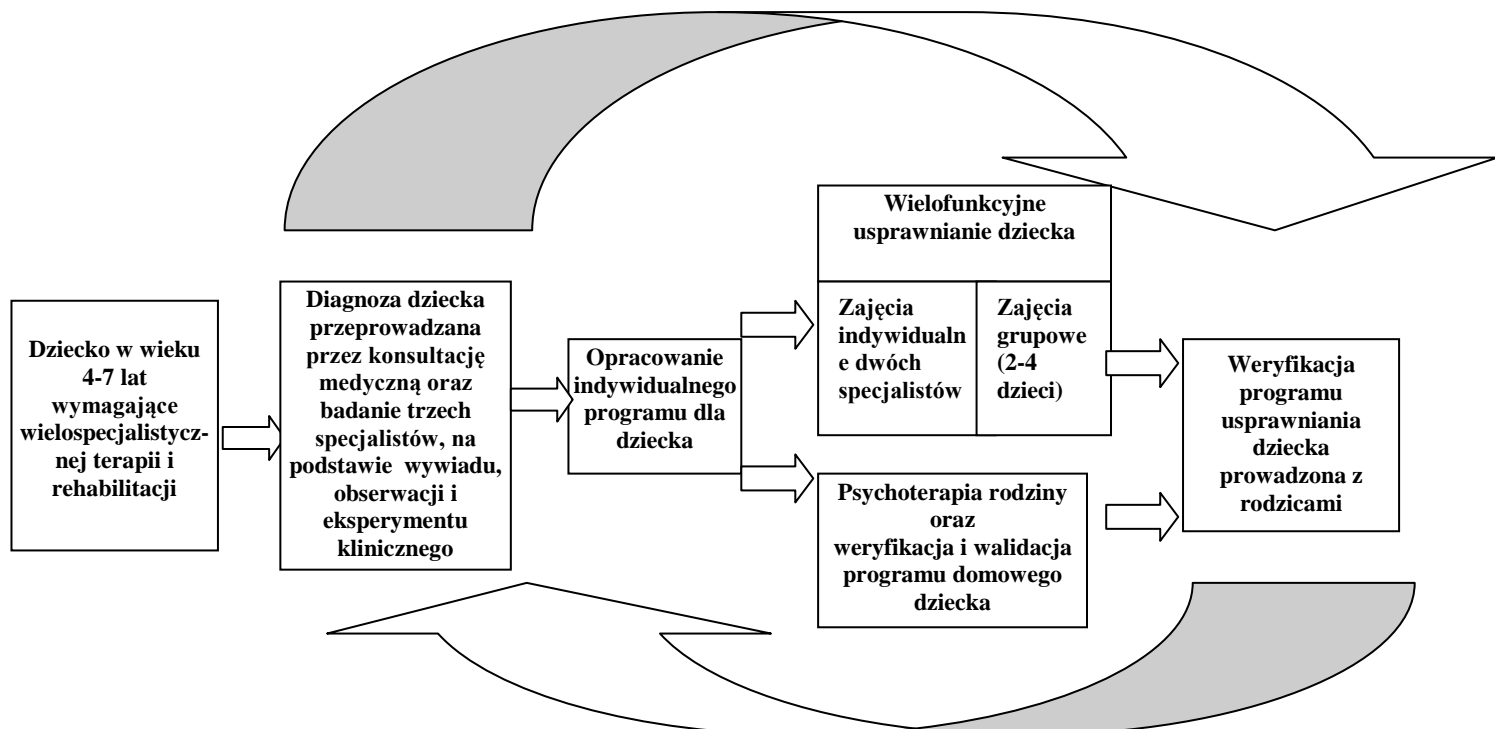 Dziecko w wieku
4-7 lat
wymagające
wielospecjalistycz-
nej terapii i
rehabilitacji
Diagnoza dziecka
przeprowadzana
przez konsultację
medyczną oraz
badanie trzech
specjalistów, na
podstawie wywiadu,
obserwacji i
eksperymentu
klinicznego
Opracowanie
indywidualnego
programu dla
dziecka
Wielofunkcyjne
usprawnianie dziecka
Zajęcia
indywidualn
e dwóch
specjalistów
Zajęcia
grupowe
(2-4
dzieci)
Psychoterapia rodziny
oraz
weryfikacja i walidacja
programu domowego
dziecka
Weryfikacja
programu
usprawniania
dziecka
prowadzona z
rodzicami